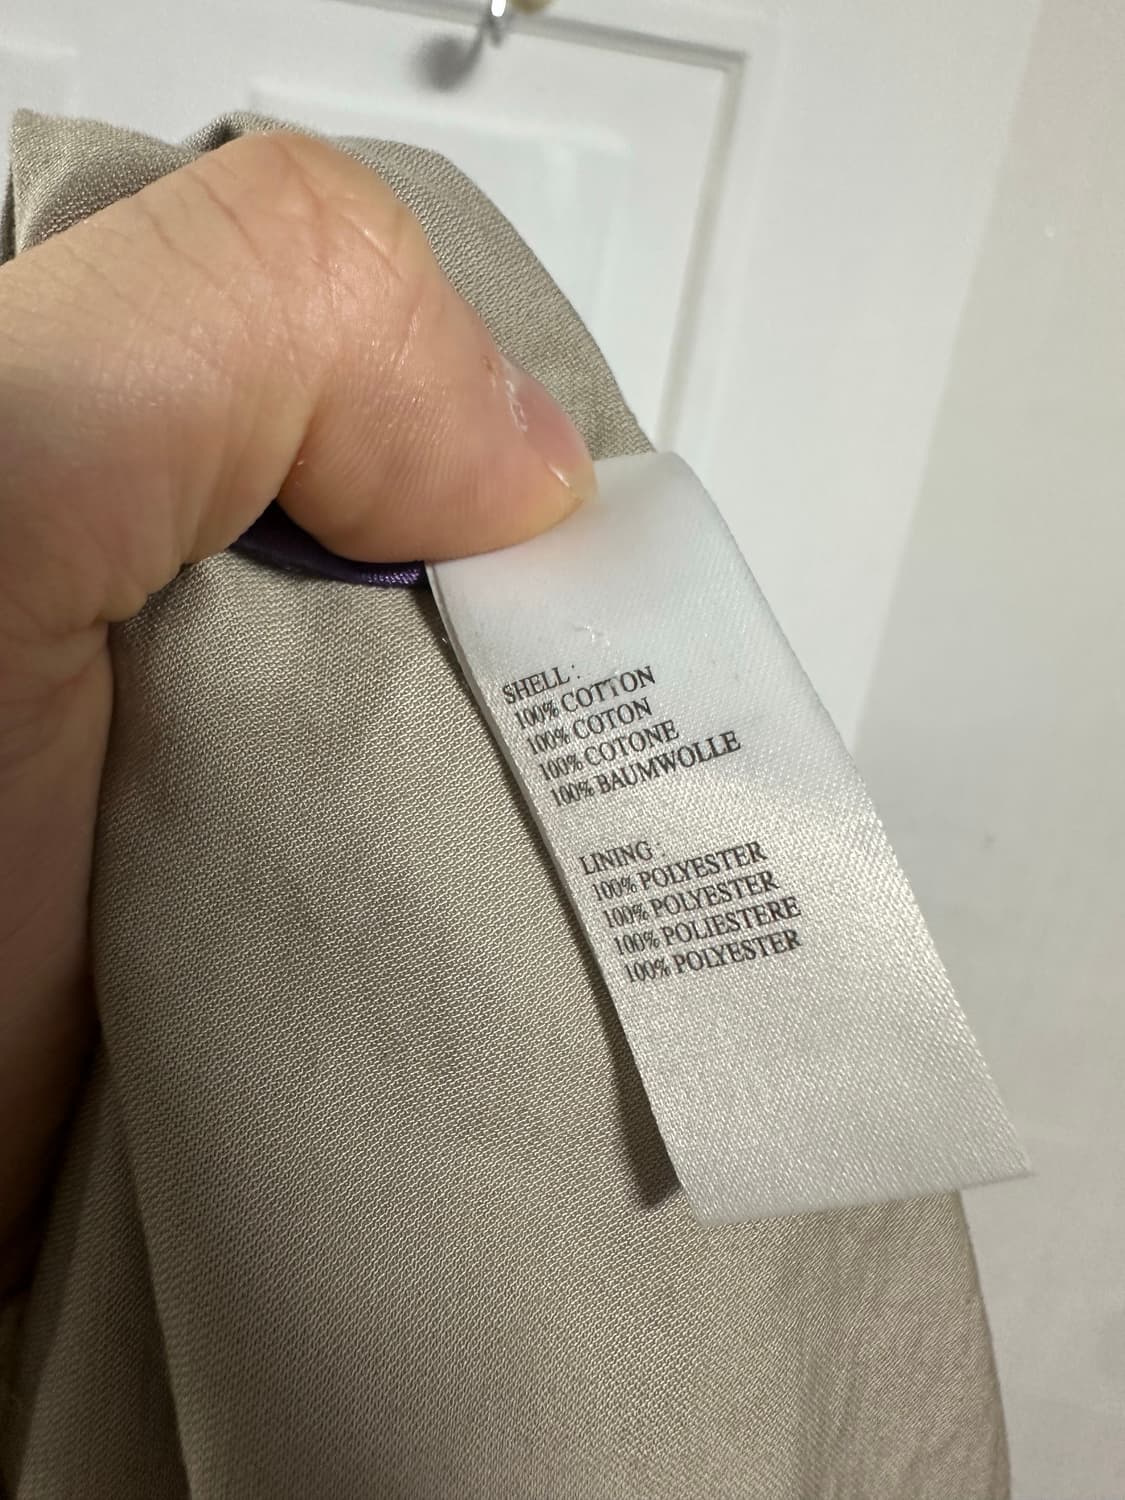 SHELL :
100% COTTON
100% COTON
100% COTONE
100% BAUMWOLLE
LINING :
100% POLYESTER
100% POLYESTER
100% POLIESTERE
100% POLYESTER